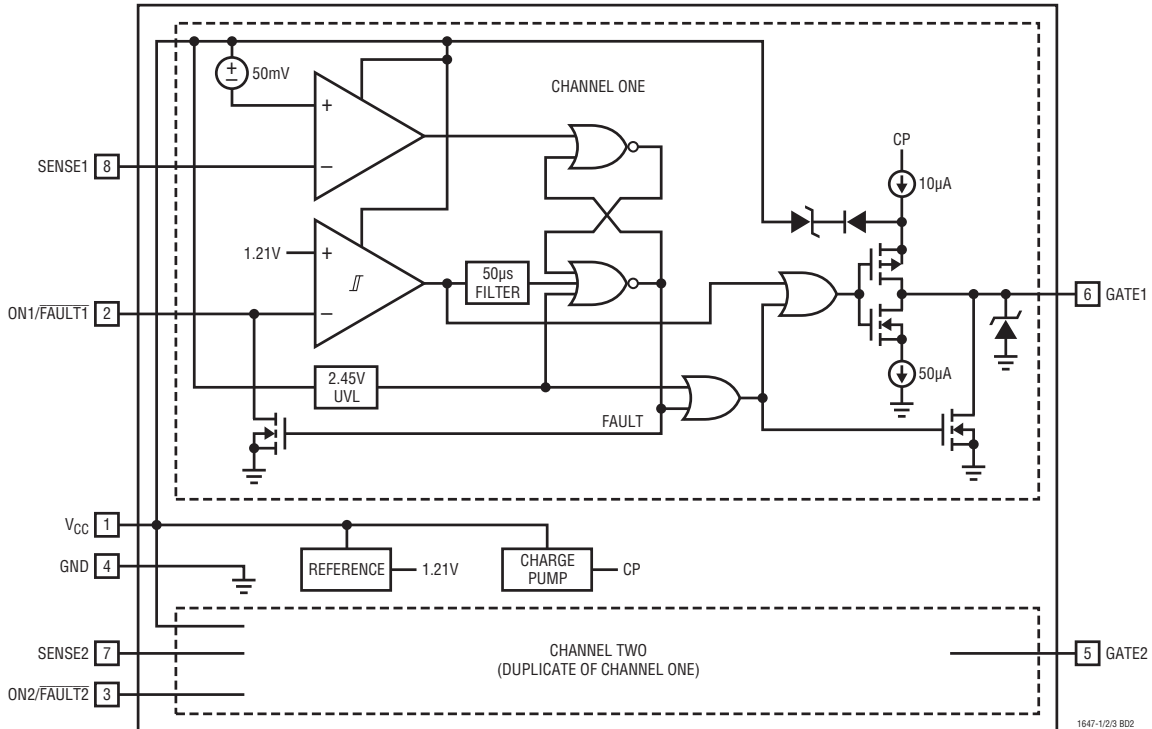 50mV
+
−
CHANNEL ONE
+
−
SENSE1 8
CP
10µA
1.21V
+
−
50µs
FILTER
ON1/F̅A̅U̅L̅T̅1̅ 2
6 GATE1
2.45V
UVL
50µA
FAULT
VCC 1
GND 4
REFERENCE
1.21V
CHARGE
PUMP
CP
SENSE2 7
CHANNEL TWO
(DUPLICATE OF CHANNEL ONE)
5 GATE2
ON2/F̅A̅U̅L̅T̅2̅ 3
1647-1/2/3 BD2